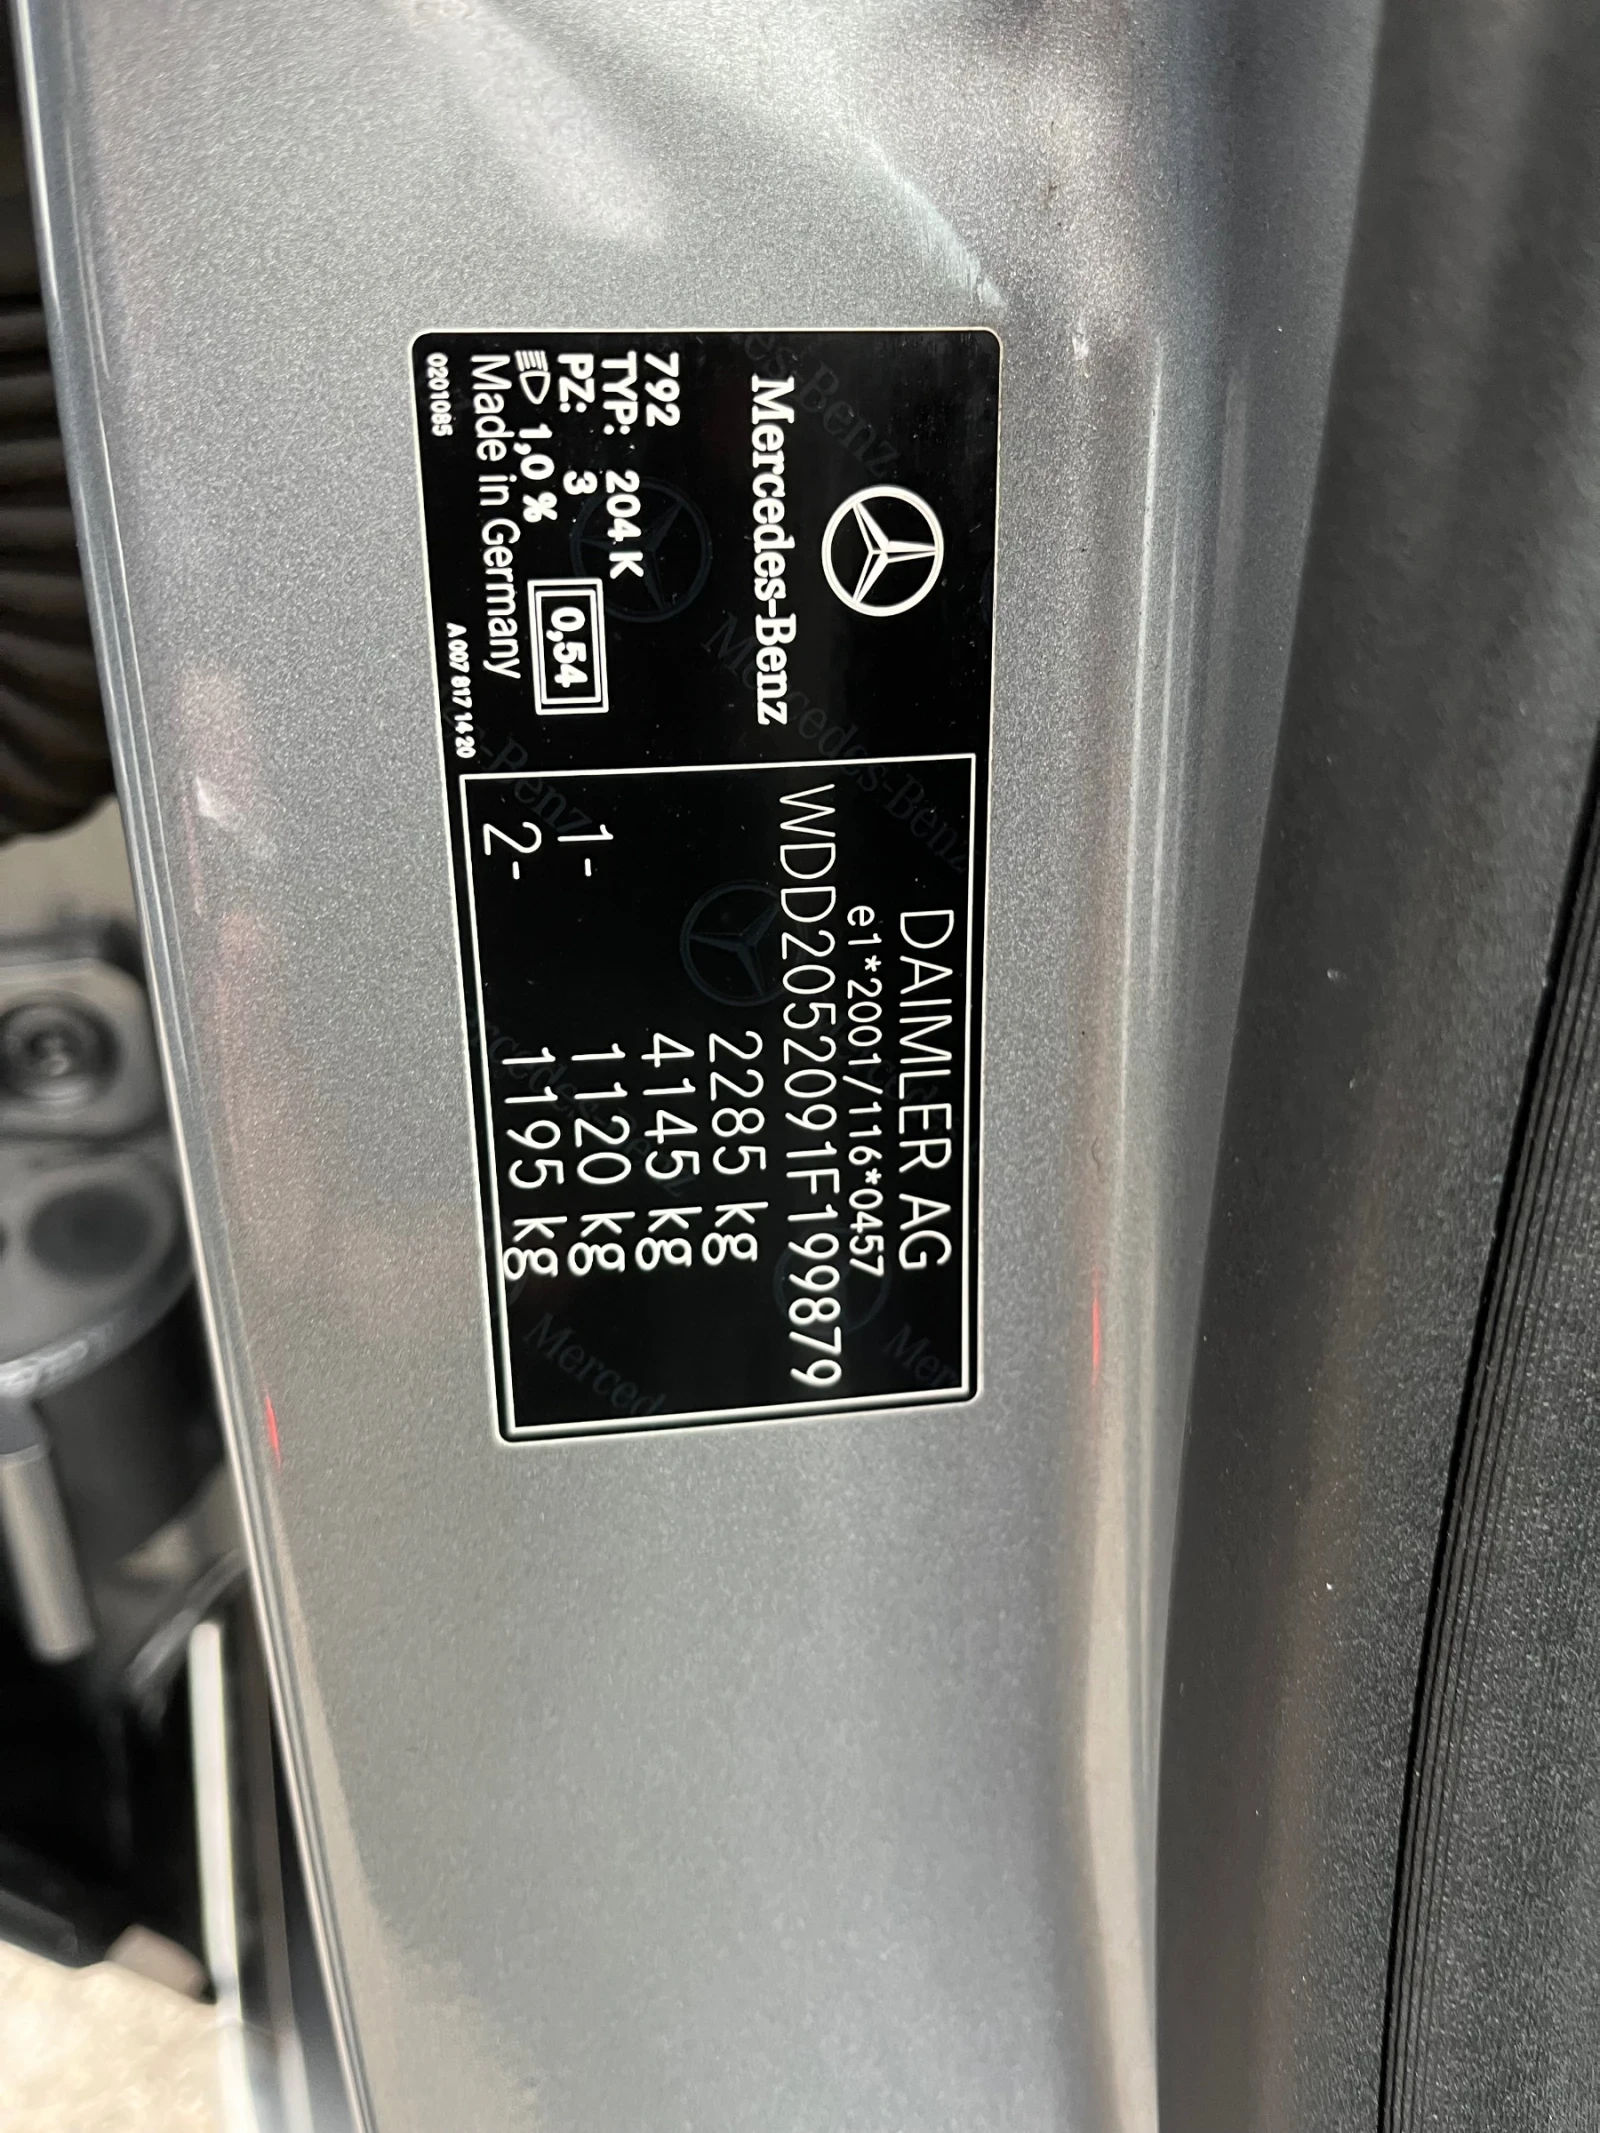 Mercedes-Benz
792
TYP: 204 K
PZ: 3
1,0 %
0,54
Made in Germany
0201085
A 007 817 14 20
DAIMLER AG
e1*2001/116*0457
WDD2052091F199879
2285 kg
4145 kg
1- 1120 kg
2- 1195 kg